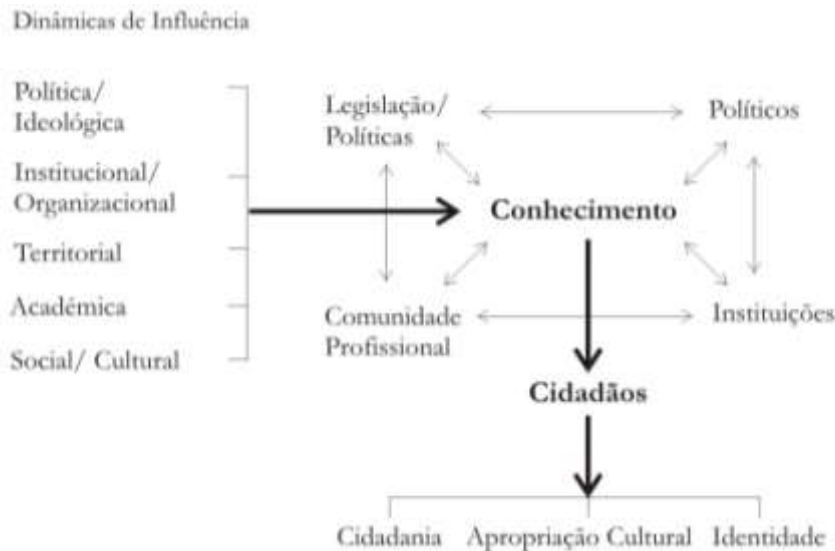 Dinâmicas de Influência
Política/
Ideológica
Institucional/
Organizacional
Territorial
Académica
Social/ Cultural
Legislação/
Políticas
Políticos
Conhecimento
Comunidade
Profissional
Instituições
Cidadãos
Cidadania
Apropriação Cultural
Identidade